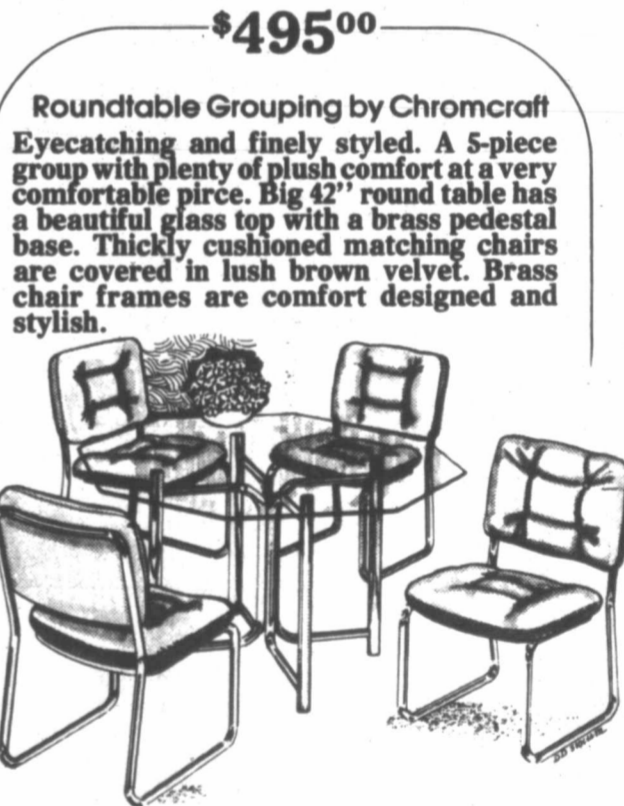 $495⁰⁰
Roundtable Grouping by Chromcraft
Eyecatching and finely styled. A 5-piece
group with plenty of plush comfort at a very
comfortable pirce. Big 42’’ round table has
a beautiful glass top with a brass pedestal
base. Thickly cushioned matching chairs
are covered in lush brown velvet. Brass
chair frames are comfort designed and
stylish.